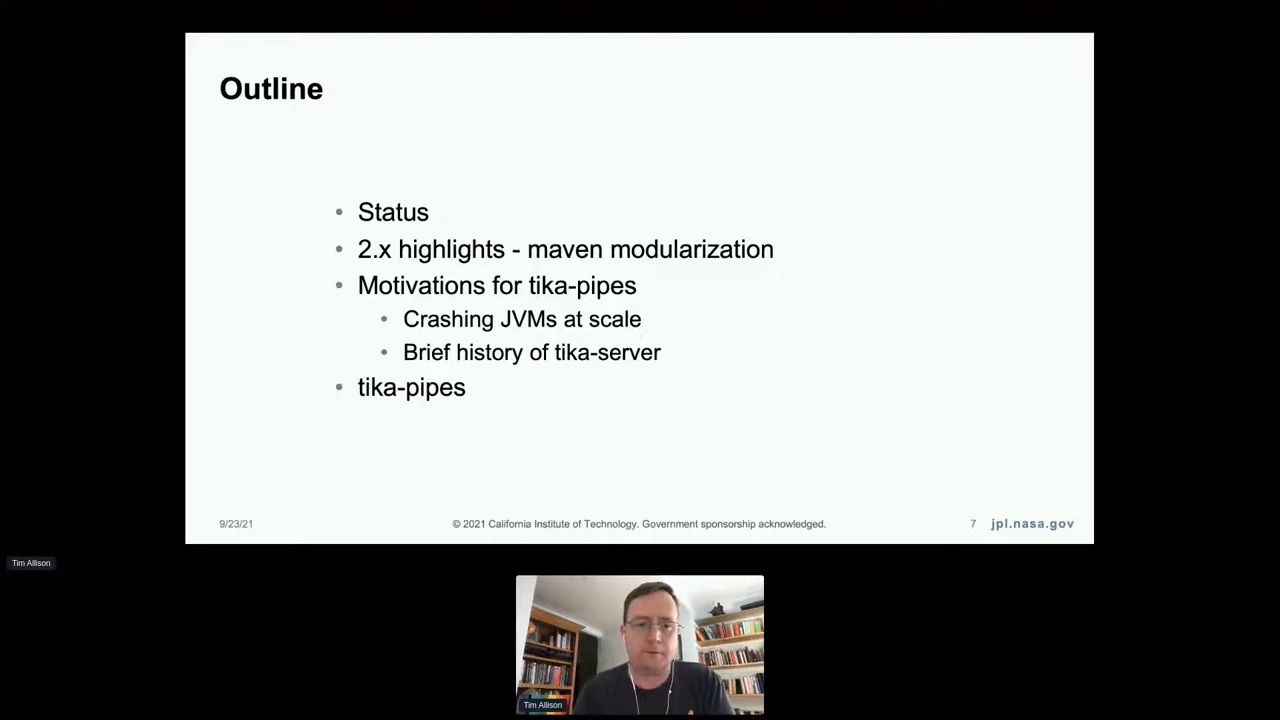 Outline
• Status
• 2.x highlights - maven modularization
• Motivations for tika-pipes
• Crashing JVMs at scale
• Brief history of tika-server
• tika-pipes
9/23/21
© 2021 California Institute of Technology. Government sponsorship acknowledged.
7
jpl.nasa.gov
Tim Allison
Tim Allison